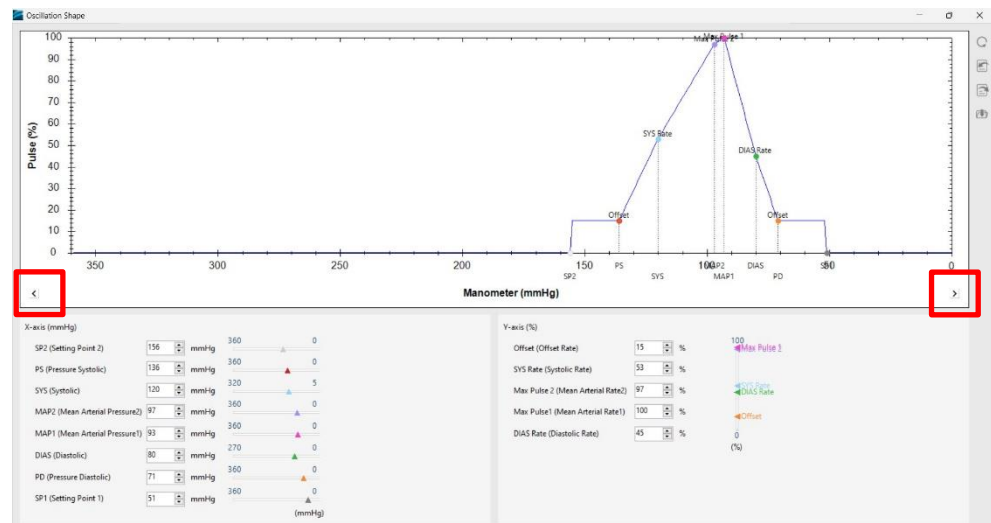 Oscillation Shape
100
90
80
70
60
50
40
30
20
10
0
Pulse (%)
Max Pulse 2
Max Pulse 1
SYS Rate
DIAS Rate
Offset
Offset
350 300 250 200 150 100 50 0
SP2 PS SYS MAP2 MAP1 DIAS PD SP1
<
Manometer (mmHg)
>
X-axis (mmHg)
SP2 (Setting Point 2) 156 mmHg 360 0
PS (Pressure Systolic) 136 mmHg 360 0
SYS (Systolic) 120 mmHg 320 5
MAP2 (Mean Arterial Pressure2) 97 mmHg 360 0
MAP1 (Mean Arterial Pressure1) 93 mmHg 360 0
DIAS (Diastolic) 80 mmHg 270 0
PD (Pressure Diastolic) 71 mmHg 360 0
SP1 (Setting Point 1) 51 mmHg 360 0
(mmHg)
Y-axis (%)
Offset (Offset Rate) 15 %
SYS Rate (Systolic Rate) 53 %
Max Pulse 2 (Mean Arterial Rate2) 97 %
Max Pulse1 (Mean Arterial Rate1) 100 %
DIAS Rate (Diastolic Rate) 45 %
100
Max Pulse 1
SYS Rate
DIAS Rate
Offset
0
(%)